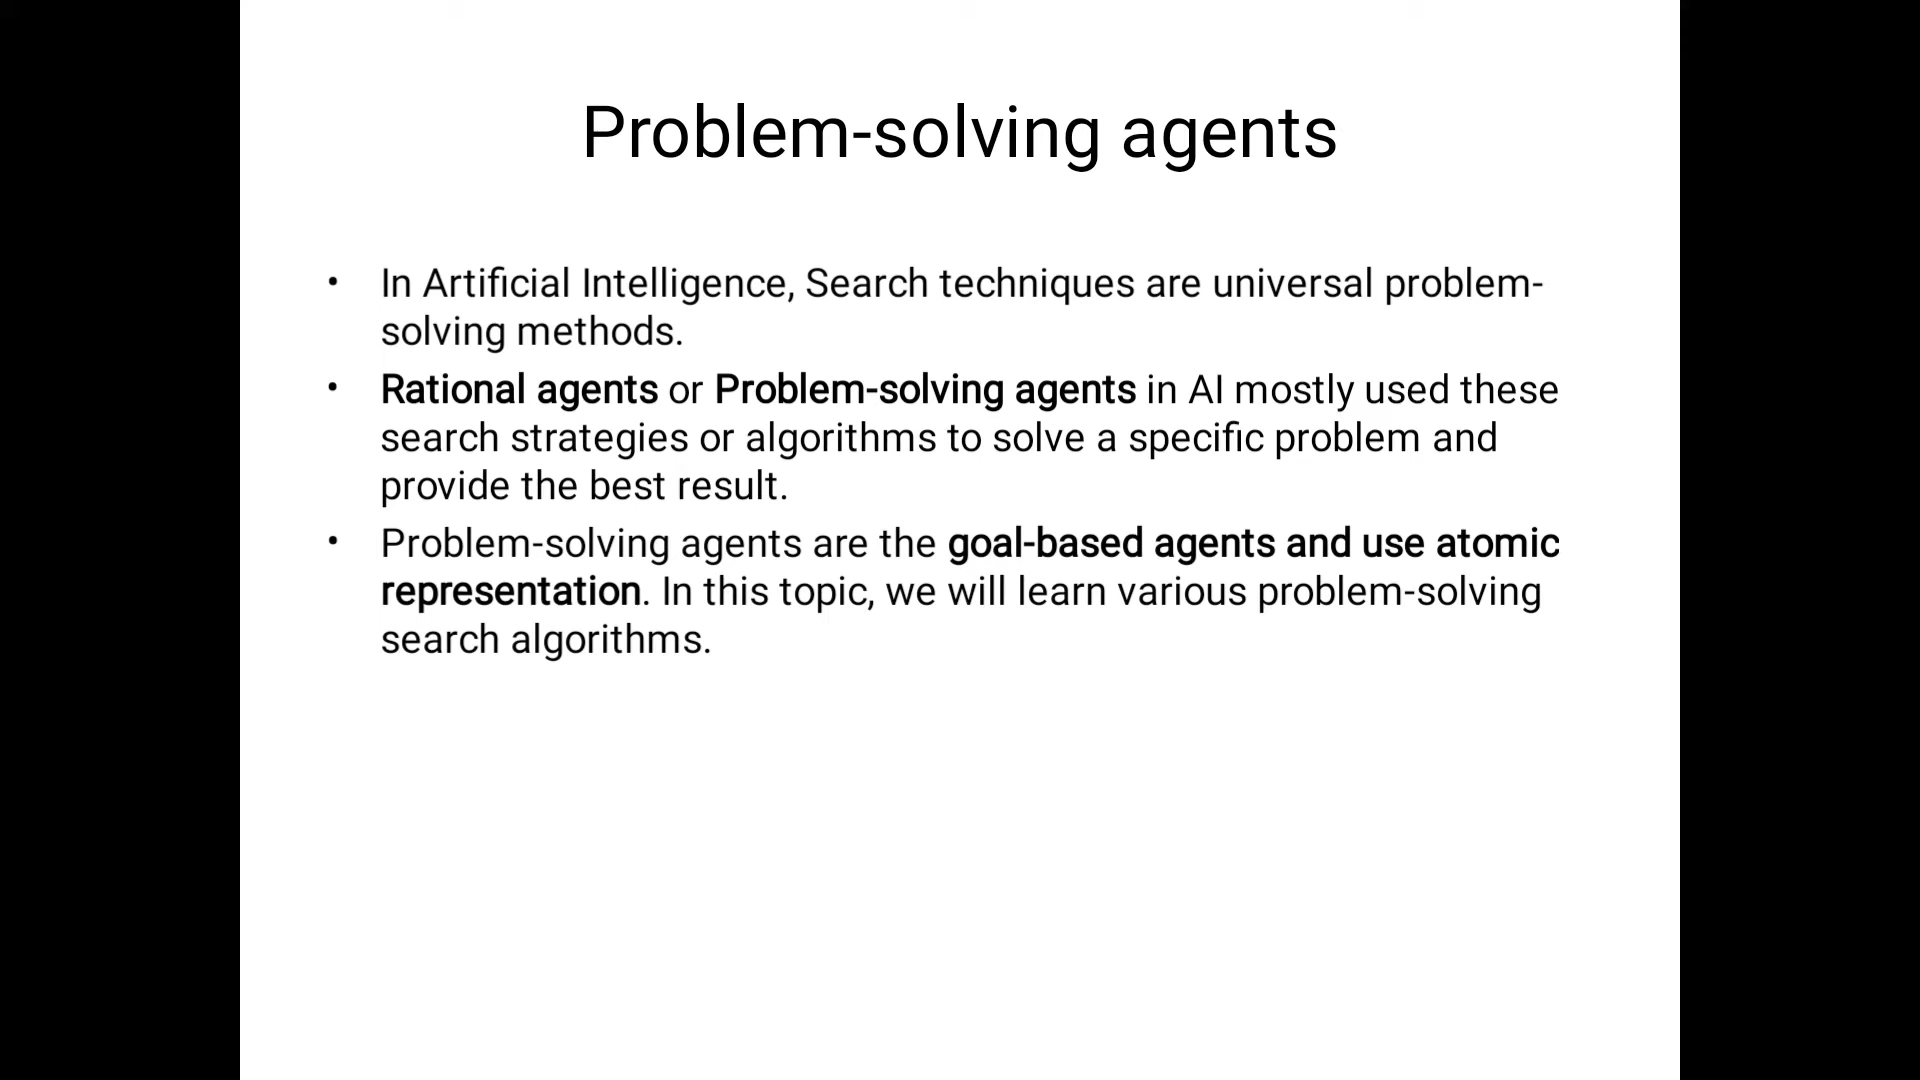 Problem-solving agents
• In Artificial Intelligence, Search techniques are universal problem-
solving methods.
• Rational agents or Problem-solving agents in AI mostly used these
search strategies or algorithms to solve a specific problem and
provide the best result.
• Problem-solving agents are the goal-based agents and use atomic
representation. In this topic, we will learn various problem-solving
search algorithms.